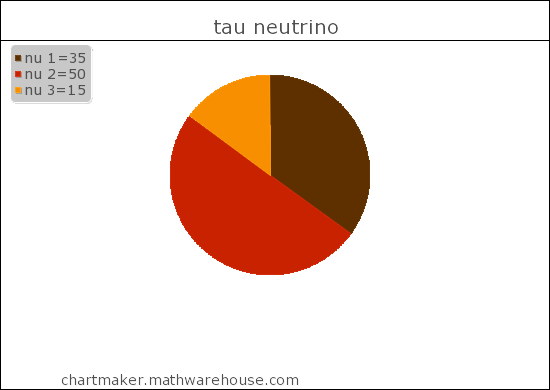 tau neutrino
nu 1=35
nu 2=50
nu 3=15
chartmaker.mathwarehouse.com